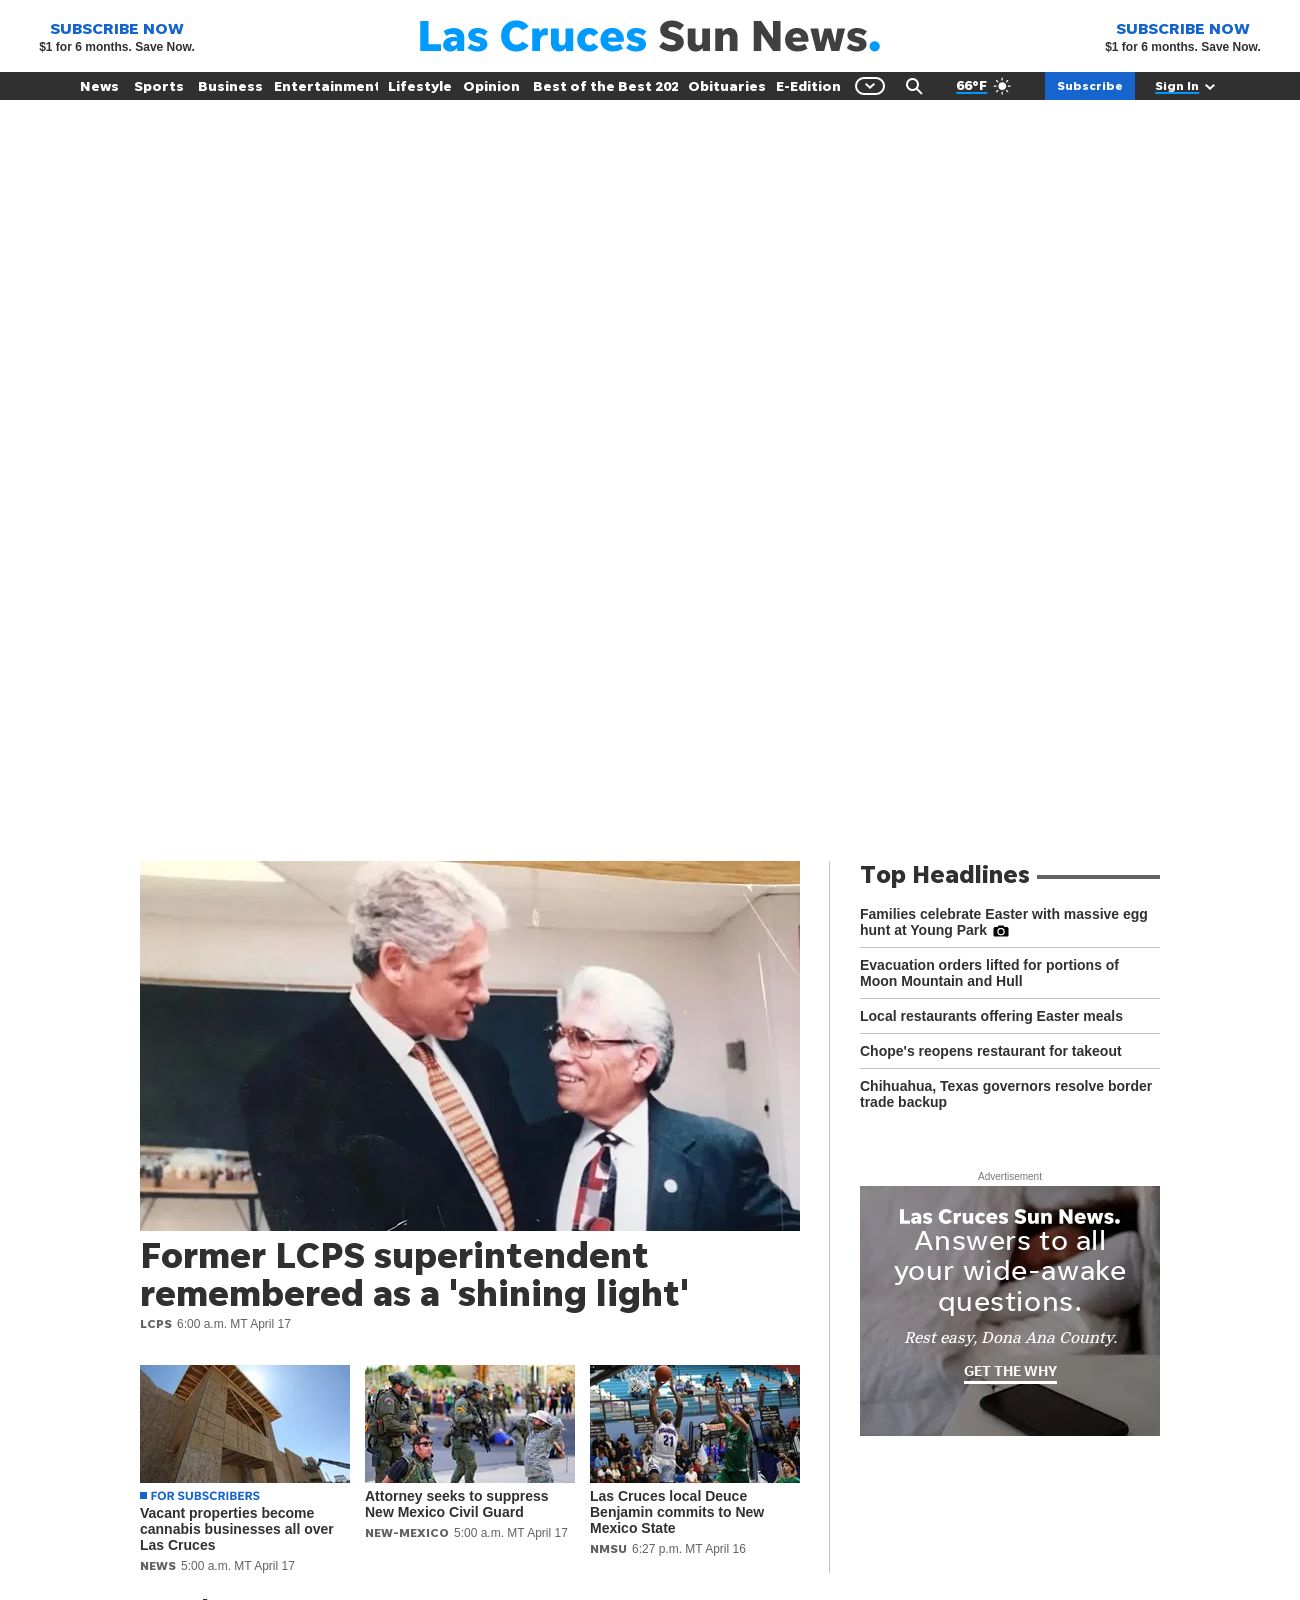 SUBSCRIBE NOW
$1 for 6 months. Save Now.
Las Cruces Sun News.
SUBSCRIBE NOW
$1 for 6 months. Save Now.
News Sports Business Entertainment Lifestyle Opinion Best of the Best 202 Obituaries E-Edition 66°F Subscribe Sign In
Former LCPS superintendent
remembered as a 'shining light'
LCPS 6:00 a.m. MT April 17
FOR SUBSCRIBERS
Vacant properties become
cannabis businesses all over
Las Cruces
NEWS 5:00 a.m. MT April 17
Attorney seeks to suppress
New Mexico Civil Guard
NEW-MEXICO 5:00 a.m. MT April 17
21
Las Cruces local Deuce
Benjamin commits to New
Mexico State
NMSU 6:27 p.m. MT April 16
Top Headlines
Families celebrate Easter with massive egg
hunt at Young Park
Evacuation orders lifted for portions of
Moon Mountain and Hull
Local restaurants offering Easter meals
Chope's reopens restaurant for takeout
Chihuahua, Texas governors resolve border
trade backup
Advertisement
Las Cruces Sun News.
Answers to all
your wide-awake
questions.
Rest easy, Dona Ana County.
GET THE WHY